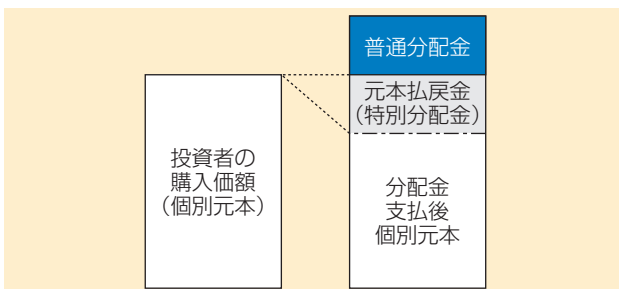 普通分配金
元本払戻金
（特別分配金）
投資者の
購入価額
（個別元本）
分配金
支払後
個別元本